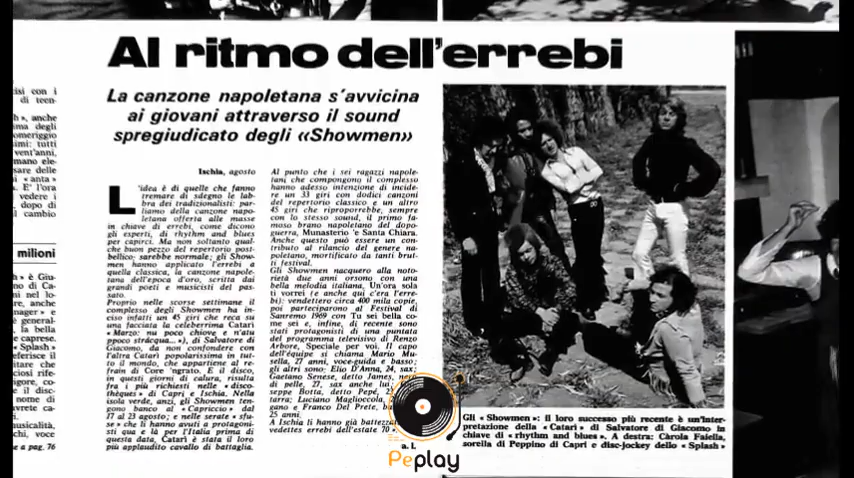 Al ritmo dell'errebi
La canzone napoletana s'avvicina
ai giovani attraverso il sound
spregiudicato degli «Showmen»
Ischia, agosto
L'idea è di quelle che fanno
tremare di sdegno le lab-
bra dei tradizionalisti: par-
liamo della canzone napo-
letana offerta alle masse
in chiave di errebi, come dicono
gli esperti, di rhythm and blues
per capirci. Ma non soltanto qual-
che buon pezzo del repertorio post-
bellico: sarebbe normale; gli Show-
men hanno applicato l'errebi a
quella classica, la canzone napole-
tana dell'epoca d'oro, scritta dai
grandi poeti e musicisti del pas-
sato.
Proprio nelle scorse settimane il
complesso degli Showmen ha in-
ciso infatti un 45 giri che reca su
una facciata la celeberrima Catarì
(«Marzo: nu poco chiove e n'atu
ppoco stracqua...»), di Salvatore di
Giacomo, da non confondere con
l'altra Catarì popolarissima in tut-
to il mondo, che appartiene al re-
frain di Core 'ngrato. E il disco,
in questi giorni di calura, risulta
fra i più richiesti nelle «disco-
thèques» di Capri e Ischia. Nella
isola verde, anzi, gli Showmen ten-
gono banco al «Capriccio» dal
17 al 23 agosto; e nelle serate «sfa-
se» che li hanno avuti a protagoni-
sti qua e là per l'Italia prima di
questa data, Catarì è stata il loro
più applaudito cavallo di battaglia.
Al punto che i sei ragazzi napole-
tani che compongono il complesso
hanno adesso intenzione di incide-
re un 33 giri con dodici canzoni
del repertorio classico e un altro
45 giri che riproporrebbe, sempre
con lo stesso sound, il primo fa-
moso brano napoletano del dopo-
guerra, Munasterio 'e Santa Chiara.
Anche questo può essere un con-
tributo al rilancio del genere na-
poletano, mortificato da tanti brut-
ti festival.
Gli Showmen nacquero alla noto-
rietà due anni orsono con una
bella melodia italiana, Un'ora sola
ti vorrei (e anche qui c'era l'erre-
bi): vendettero circa 400 mila copie,
poi parteciparono al Festival di
Sanremo 1969 con Tu sei bella co-
me sei e, infine, di recente sono
stati protagonisti di una puntata
del programma televisivo di Renzo
Arbore, Speciale per voi. Il capo
dell'équipe si chiama Mario Mu-
sella, 27 anni, voce-guida e basso;
gli altri sono: Elio D'Anna, 24, sax;
Gaetano Senese, detto James, nero
di pelle, 27, sax anche lui;
seppe Botta, detto Pepè, 2
tarra; Luciano Maglioccola,
gano e Franco Del Prete, b
25 anni.
A Ischia li hanno già battezza
vedettes errebi dell'estate 70
a. l.
Gli «Showmen»: il loro successo più recente è un'inter-
pretazione della «Catarì» di Salvatore di Giacomo in
chiave di «rhythm and blues». A destra: Càrola Faiella,
sorella di Peppino di Capri e disc-jockey dello «Splash»
milioni
e a pag. 76
Peplay